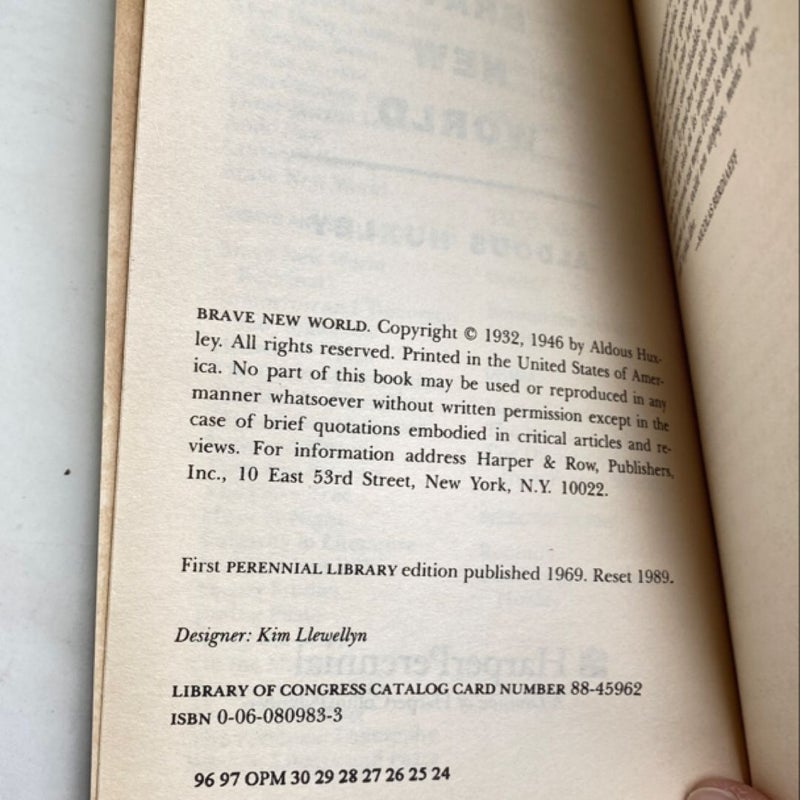 BRAVE NEW WORLD. Copyright © 1932, 1946 by Aldous Hux-
ley. All rights reserved. Printed in the United States of Amer-
ica. No part of this book may be used or reproduced in any
manner whatsoever without written permission except in the
case of brief quotations embodied in critical articles and re-
views. For information address Harper & Row, Publishers,
Inc., 10 East 53rd Street, New York, N.Y. 10022.
First PERENNIAL LIBRARY edition published 1969. Reset 1989.
Designer: Kim Llewellyn
LIBRARY OF CONGRESS CATALOG CARD NUMBER 88-45962
ISBN 0-06-080983-3
96 97 OPM 30 29 28 27 26 25 24